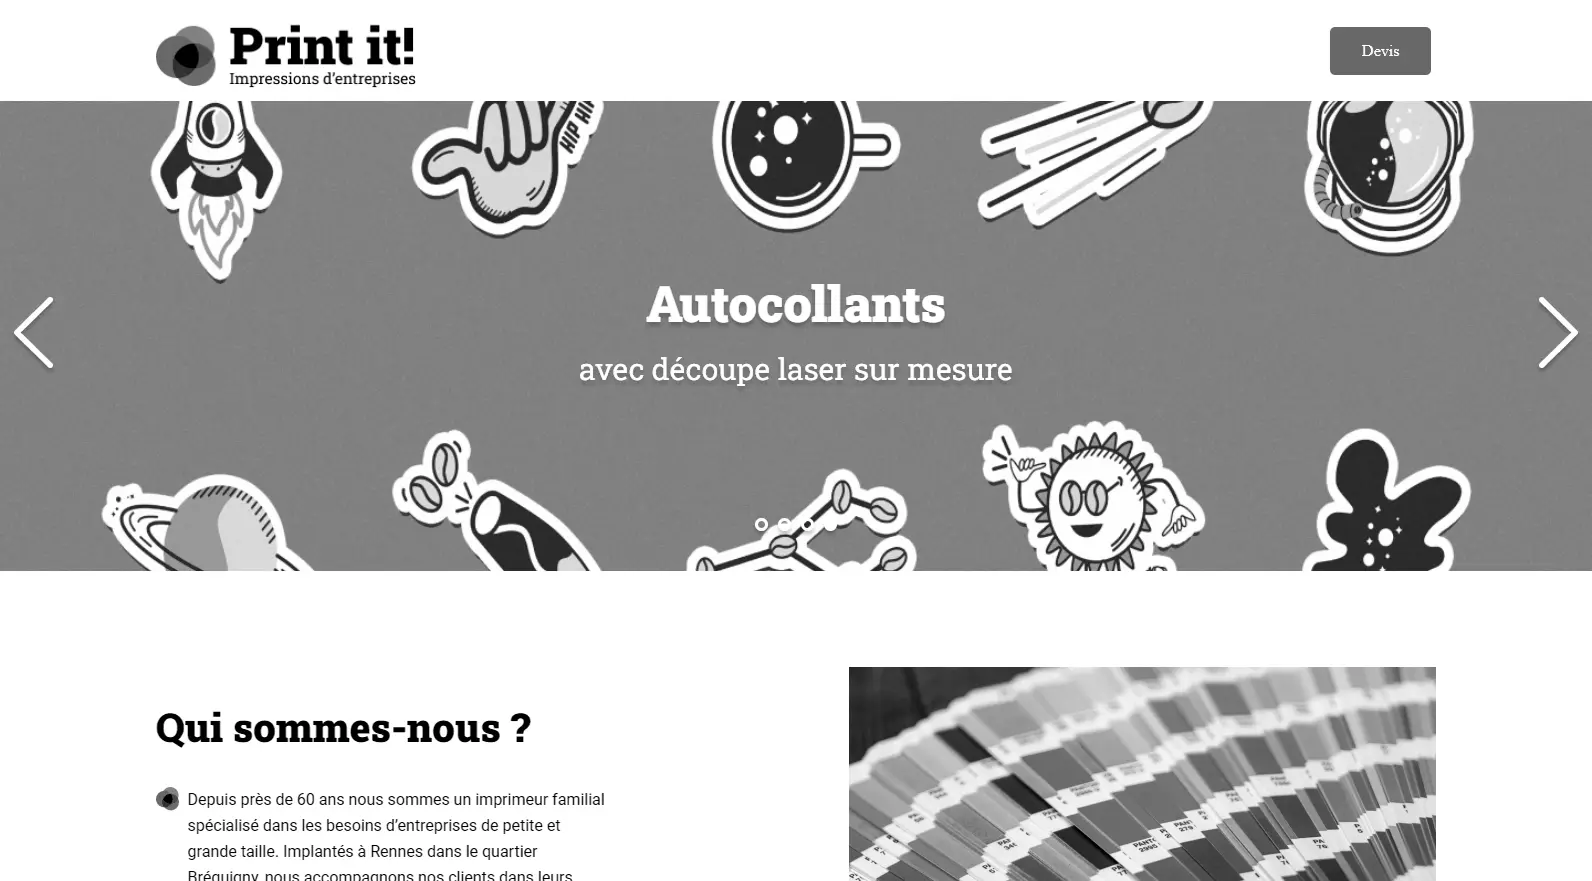 Print it!
Impressions d'entreprises
Devis
HIP HI
Autocollants
avec découpe laser sur mesure
Qui sommes-nous ?
Depuis près de 60 ans nous sommes un imprimeur familial
spécialisé dans les besoins d’entreprises de petite et
grande taille. Implantés à Rennes dans le quartier
Bréquigny, nous accompagnons nos clients dans leurs